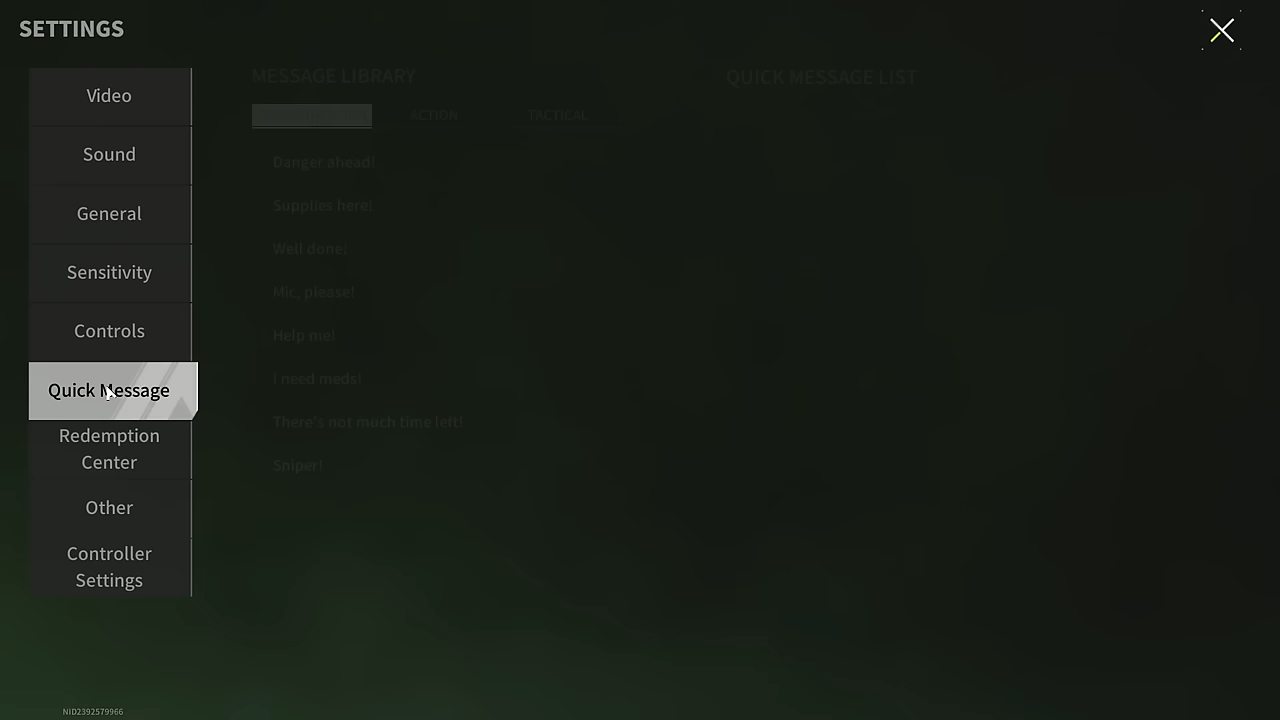 SETTINGS
Video
Sound
General
Sensitivity
Controls
Quick Message
Redemption
Center
Other
Controller
Settings
MESSAGE LIBRARY
ACTION
TACTICAL
Danger ahead!
Supplies here!
Well done!
Mic, please!
Help me!
I need meds!
There's not much time left!
Sniper!
QUICK MESSAGE LIST
NID2392579966